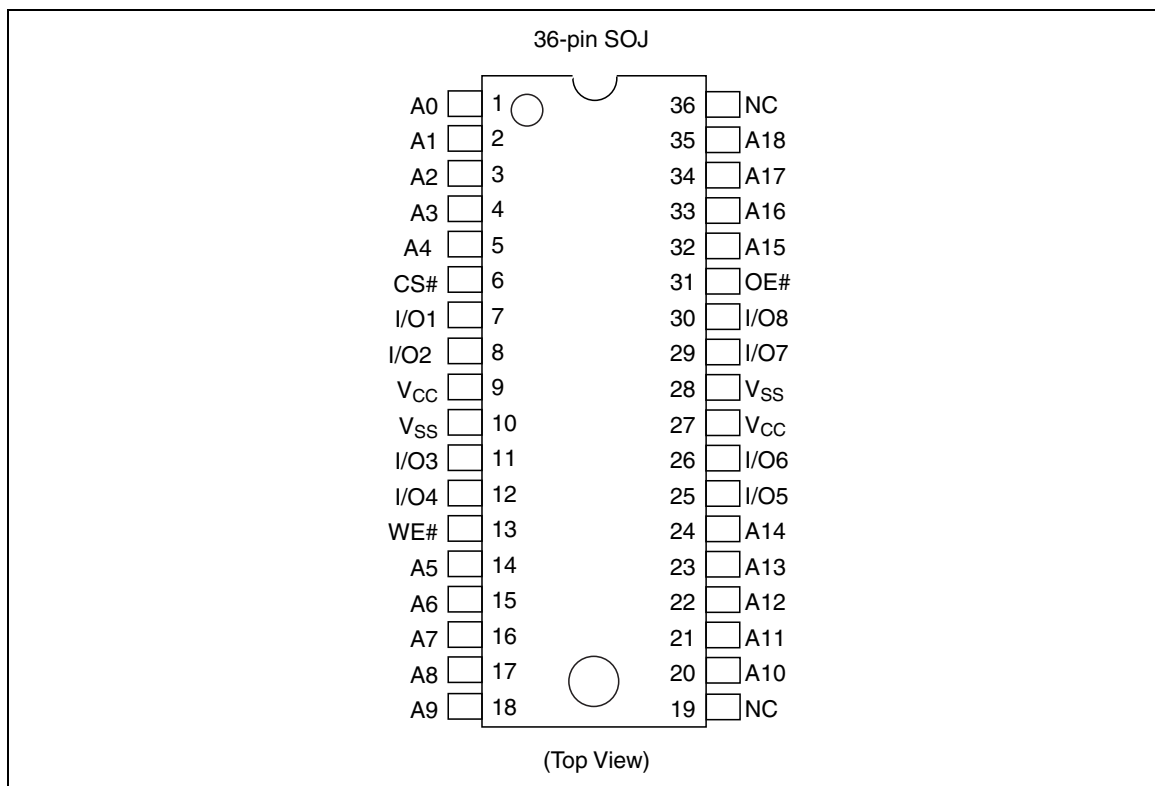 36-pin SOJ
A0 1 36 NC
A1 2 35 A18
A2 3 34 A17
A3 4 33 A16
A4 5 32 A15
CS# 6 31 OE#
I/O1 7 30 I/O8
I/O2 8 29 I/O7
VCC 9 28 VSS
VSS 10 27 VCC
I/O3 11 26 I/O6
I/O4 12 25 I/O5
WE# 13 24 A14
A5 14 23 A13
A6 15 22 A12
A7 16 21 A11
A8 17 20 A10
A9 18 19 NC
(Top View)